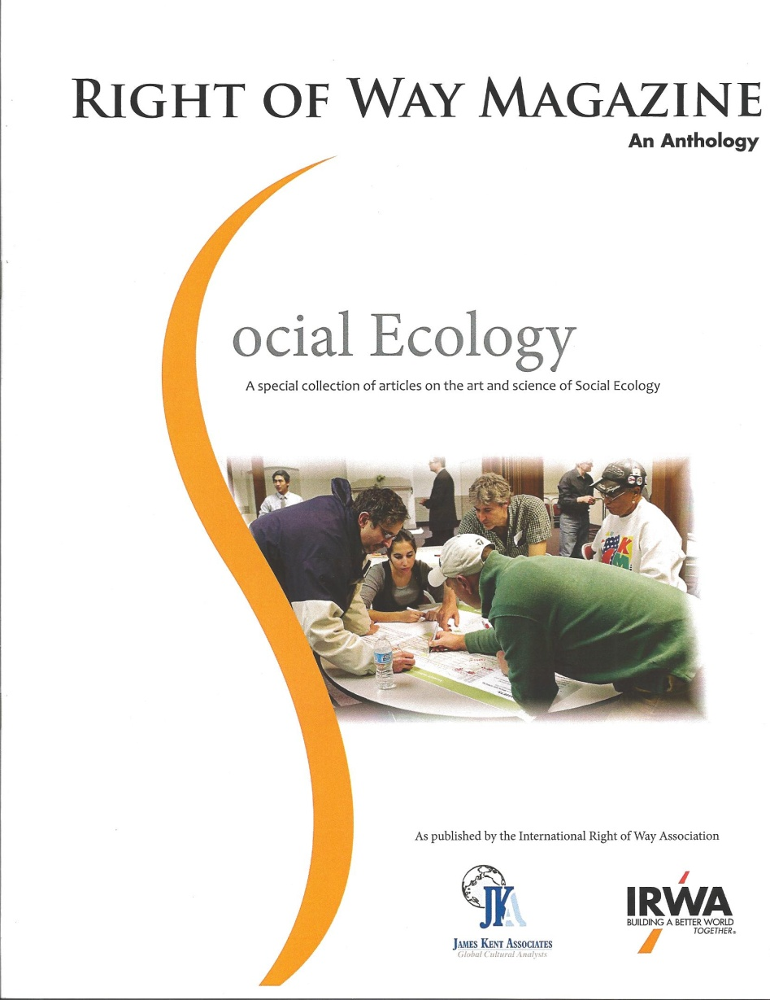 RIGHT OF WAY MAGAZINE
An Anthology
Social Ecology
A special collection of articles on the art and science of Social Ecology
As published by the International Right of Way Association
JKA
JAMES KENT ASSOCIATES
Global Cultural Analysis
IRWA
BUILDING A BETTER WORLD
TOGETHER®